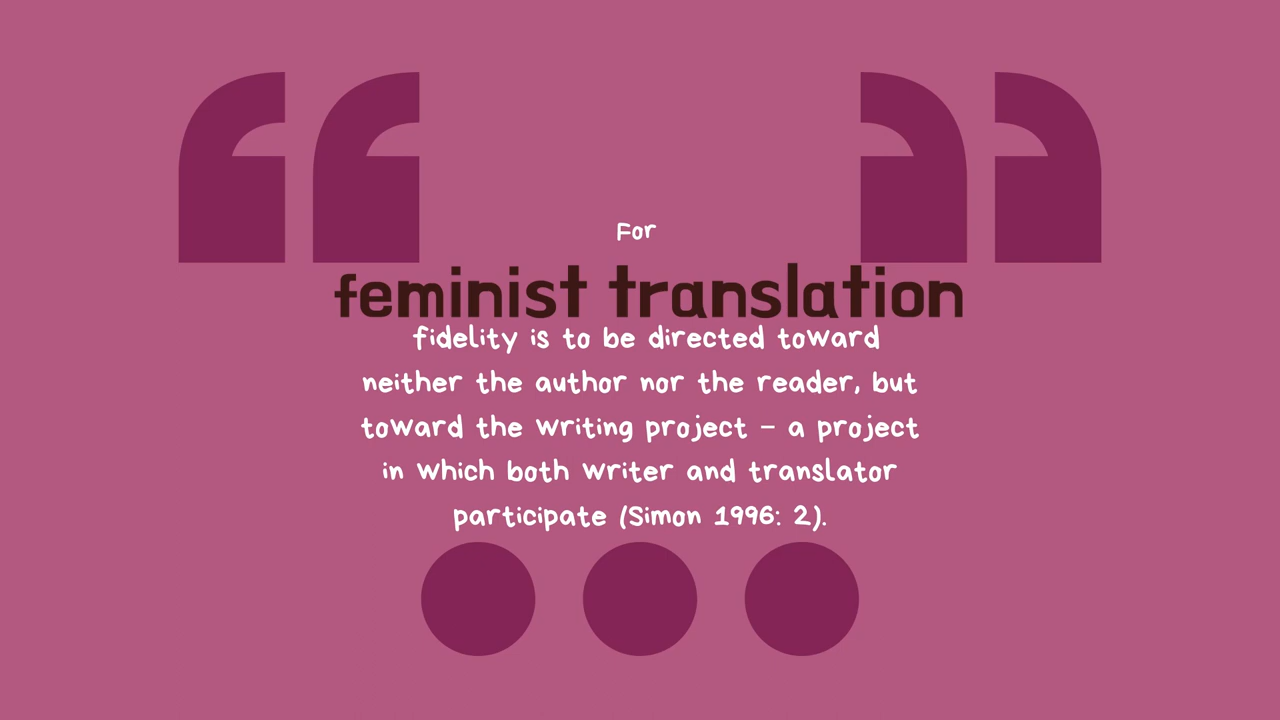 For
feminist translation
fidelity is to be directed toward
neither the author nor the reader, but
toward the writing project – a project
in which both writer and translator
participate (Simon 1996: 2).